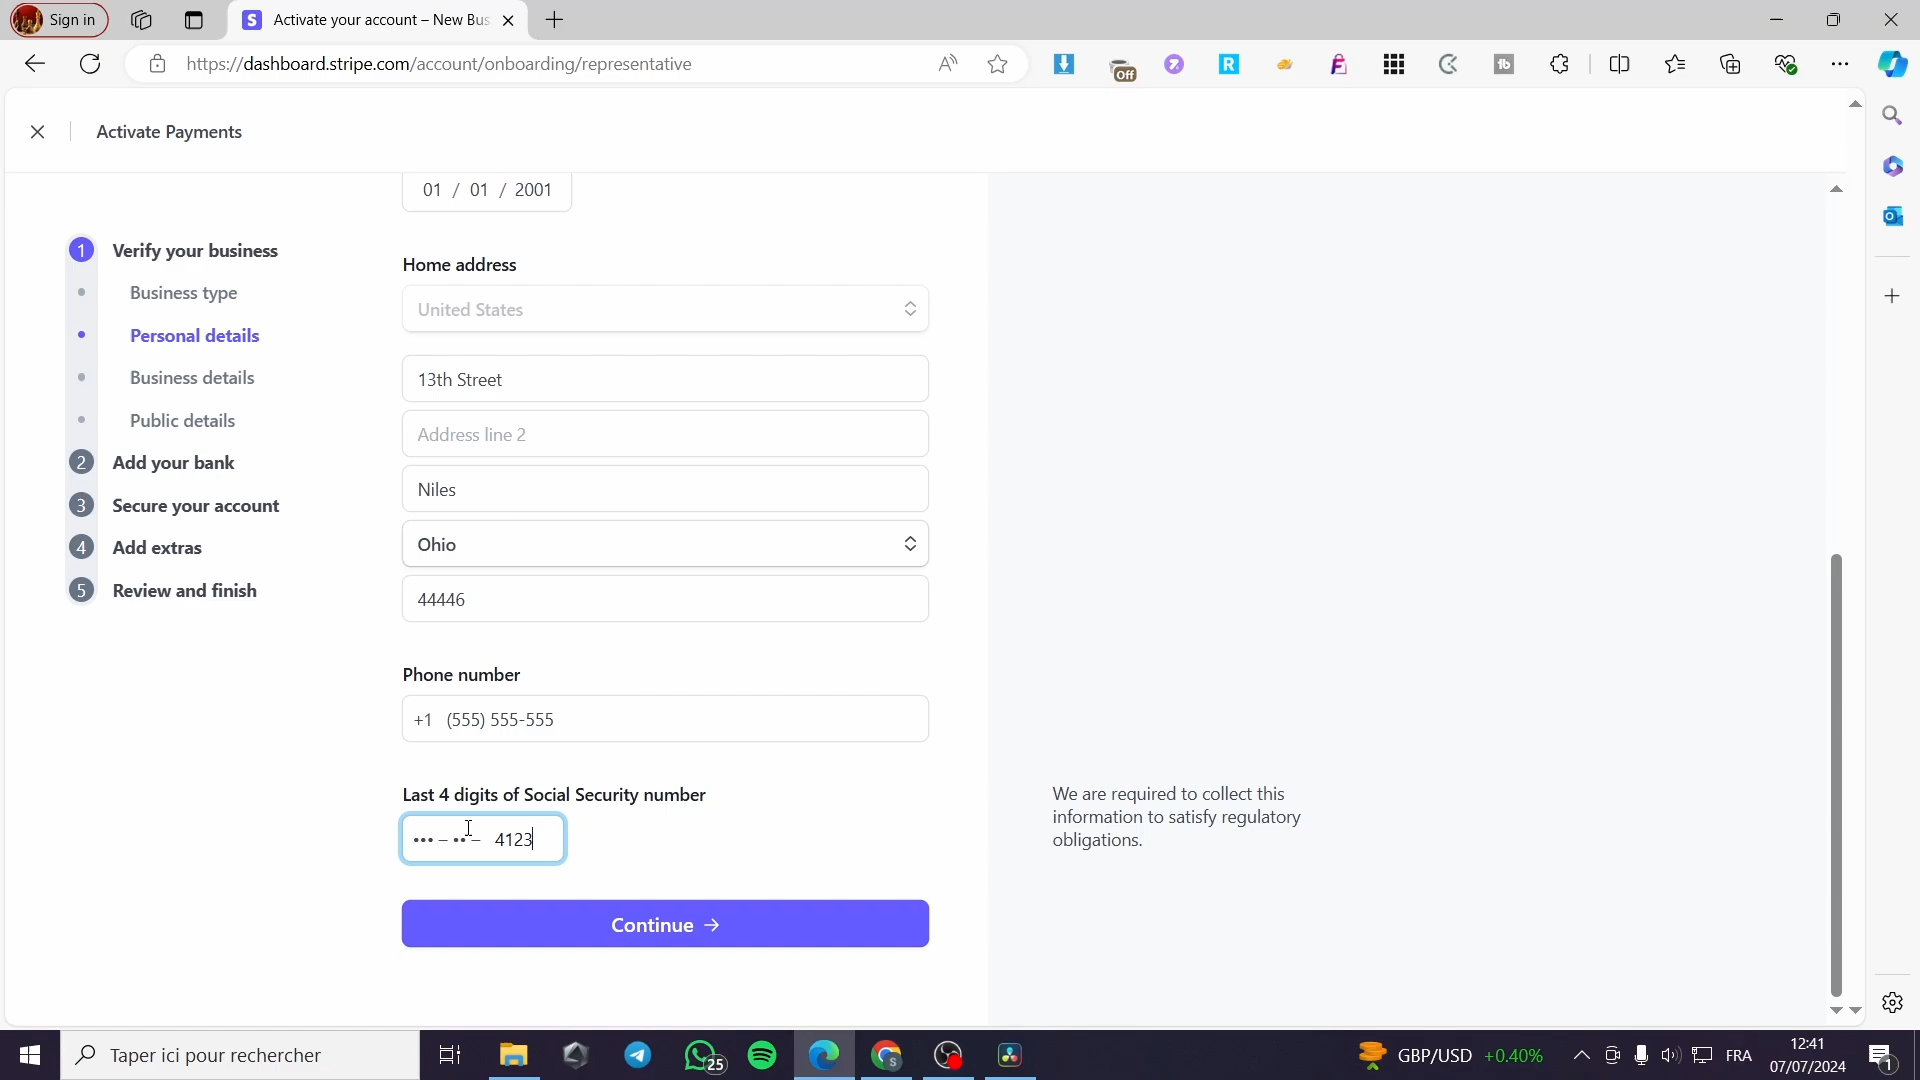 Sign in
Activate your account – New Bus
https://dashboard.stripe.com/account/onboarding/representative
Off
R
1b
Activate Payments
01 / 01 / 2001
1 Verify your business
Business type
Personal details
Business details
Public details
2 Add your bank
3 Secure your account
4 Add extras
5 Review and finish
Home address
United States
13th Street
Address line 2
Niles
Ohio
44446
Phone number
+1 (555) 555-555
Last 4 digits of Social Security number
••• – •• – 4123
We are required to collect this
information to satisfy regulatory
obligations.
Continue →
Taper ici pour rechercher
25
GBP/USD +0.40%
FRA
12:41
07/07/2024
1